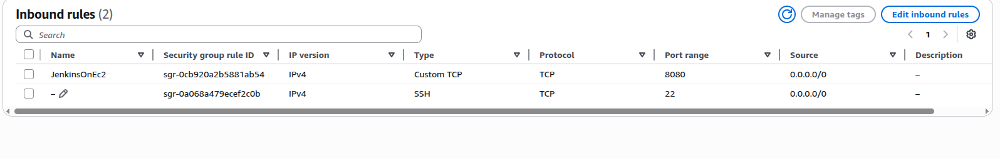 Inbound rules (2)
Manage tags
Edit inbound rules
Search
1
Name Security group rule ID IP version Type Protocol Port range Source Description
JenkinsOnEc2 sgr-0cb920a2b5881ab54 IPv4 Custom TCP TCP 8080 0.0.0.0/0 –
– sgr-0a068a479ecef2c0b IPv4 SSH TCP 22 0.0.0.0/0 –